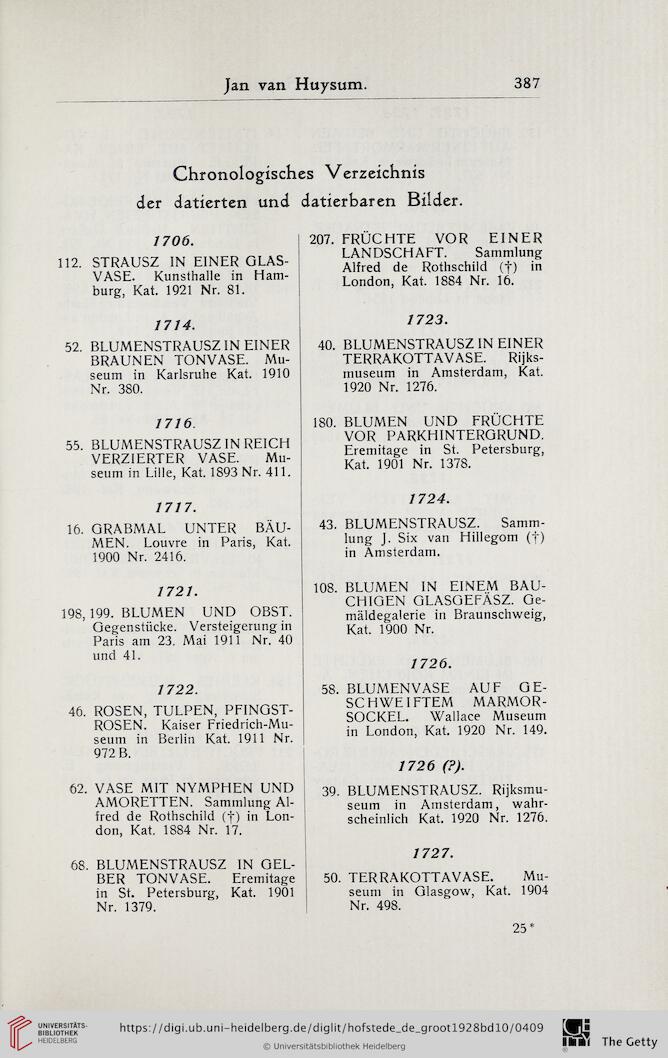 Jan van Huysum. 387
Chronologisches Verzeichnis
der datierten und datierbaren Bilder.
1706.
112. STRAUSZ IN EINER GLAS-
VASE. Kunsthalle in Ham-
burg, Kat. 1921 Nr. 81.
1714.
52. BLUMENSTRAUSZ IN EINER
BRAUNEN TONVASE. Mu-
seum in Karlsruhe Kat. 1910
Nr. 380.
1716.
55. BLUMENSTRAUSZ IN REICH
VERZIERTER VASE. Mu-
seum in Lille, Kat. 1893 Nr. 411.
1717.
16. GRABMAL UNTER BÄU-
MEN. Louvre in Paris, Kat.
1900 Nr. 2416.
1721.
198, 199. BLUMEN UND OBST.
Gegenstücke. Versteigerung in
Paris am 23. Mai 1911 Nr. 40
und 41.
1722.
46. ROSEN, TULPEN, PFINGST-
ROSEN. Kaiser Friedrich-Mu-
seum in Berlin Kat. 1911 Nr.
972 B.
62. VASE MIT NYMPHEN UND
AMORETTEN. Sammlung Al-
fred de Rothschild (†) in Lon-
don, Kat. 1884 Nr. 17.
68. BLUMENSTRAUSZ IN GEL-
BER TONVASE. Eremitage
in St. Petersburg, Kat. 1901
Nr. 1379.
207. FRÜCHTE VOR EINER
LANDSCHAFT. Sammlung
Alfred de Rothschild (†) in
London, Kat. 1884 Nr. 16.
1723.
40. BLUMENSTRAUSZ IN EINER
TERRAKOTTAVASE. Rijks-
museum in Amsterdam, Kat.
1920 Nr. 1276.
180. BLUMEN UND FRÜCHTE
VOR PARKHINTERGRUND.
Eremitage in St. Petersburg,
Kat. 1901 Nr. 1378.
1724.
43. BLUMENSTRAUSZ. Samm-
lung J. Six van Hillegom (†)
in Amsterdam.
108. BLUMEN IN EINEM BAU-
CHIGEN GLASGEFÄSZ. Ge-
mäldegalerie in Braunschweig,
Kat. 1900 Nr.
1726.
58. BLUMENVASE AUF GE-
SCHWEIFTEM MARMOR-
SOCKEL. Wallace Museum
in London, Kat. 1920 Nr. 149.
1726 (?).
39. BLUMENSTRAUSZ. Rijksmu-
seum in Amsterdam, wahr-
scheinlich Kat. 1920 Nr. 1276.
1727.
50. TERRAKOTTAVASE. Mu-
seum in Glasgow, Kat. 1904
Nr. 498.
25*
UNIVERSITÄTS-
BIBLIOTHEK
HEIDELBERG
https://digi.ub.uni-heidelberg.de/diglit/hofstede_de_groot1928bd10/0409
© Universitätsbibliothek Heidelberg
The Getty